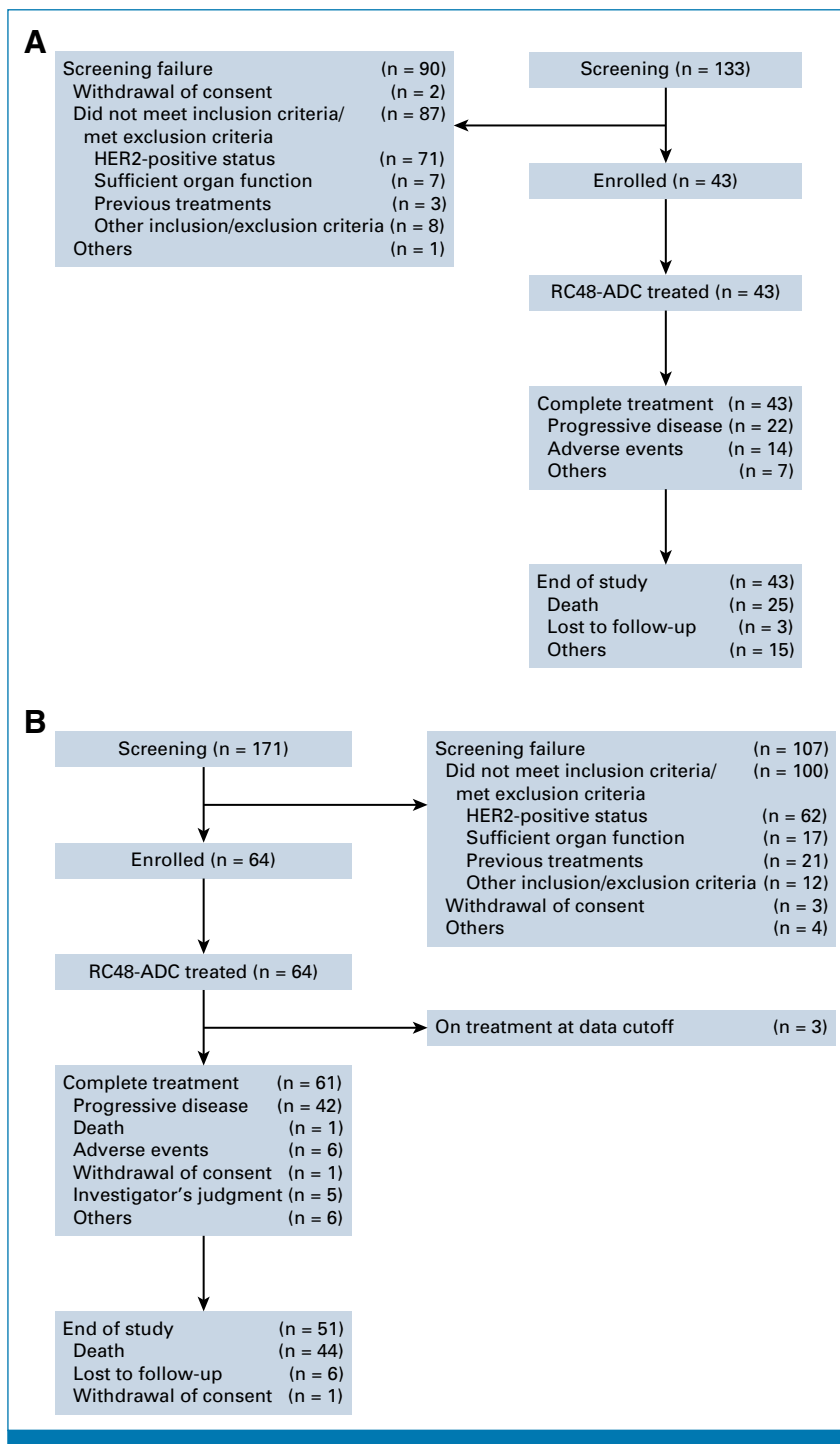 A
Screening failure (n = 90)
Withdrawal of consent (n = 2)
Did not meet inclusion criteria/ (n = 87)
met exclusion criteria
HER2-positive status (n = 71)
Sufficient organ function (n = 7)
Previous treatments (n = 3)
Other inclusion/exclusion criteria (n = 8)
Others (n = 1)
Screening (n = 133)
Enrolled (n = 43)
RC48-ADC treated (n = 43)
Complete treatment (n = 43)
Progressive disease (n = 22)
Adverse events (n = 14)
Others (n = 7)
End of study (n = 43)
Death (n = 25)
Lost to follow-up (n = 3)
Others (n = 15)
B
Screening (n = 171)
Screening failure (n = 107)
Did not meet inclusion criteria/ (n = 100)
met exclusion criteria
HER2-positive status (n = 62)
Sufficient organ function (n = 17)
Previous treatments (n = 21)
Other inclusion/exclusion criteria (n = 12)
Withdrawal of consent (n = 3)
Others (n = 4)
Enrolled (n = 64)
RC48-ADC treated (n = 64)
On treatment at data cutoff (n = 3)
Complete treatment (n = 61)
Progressive disease (n = 42)
Death (n = 1)
Adverse events (n = 6)
Withdrawal of consent (n = 1)
Investigator's judgment (n = 5)
Others (n = 6)
End of study (n = 51)
Death (n = 44)
Lost to follow-up (n = 6)
Withdrawal of consent (n = 1)